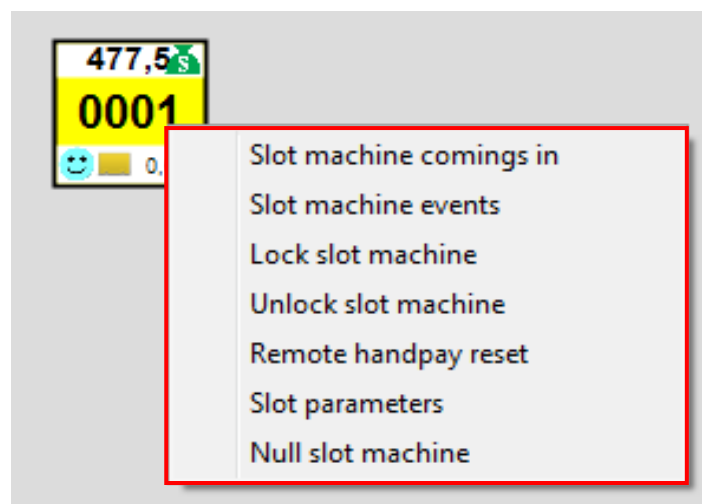 477,5
0001
0,
Slot machine comings in
Slot machine events
Lock slot machine
Unlock slot machine
Remote handpay reset
Slot parameters
Null slot machine